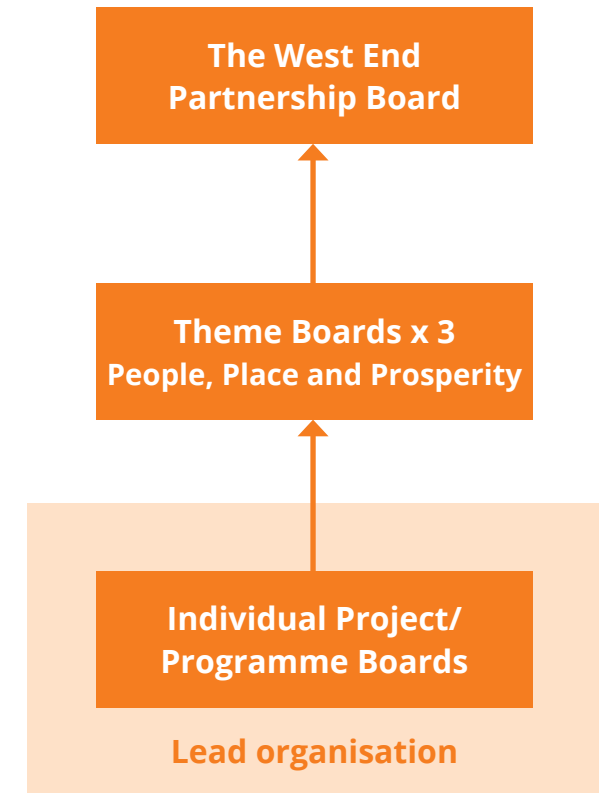 The West End
Partnership Board
Theme Boards x 3
People, Place and Prosperity
Individual Project/
Programme Boards
Lead organisation